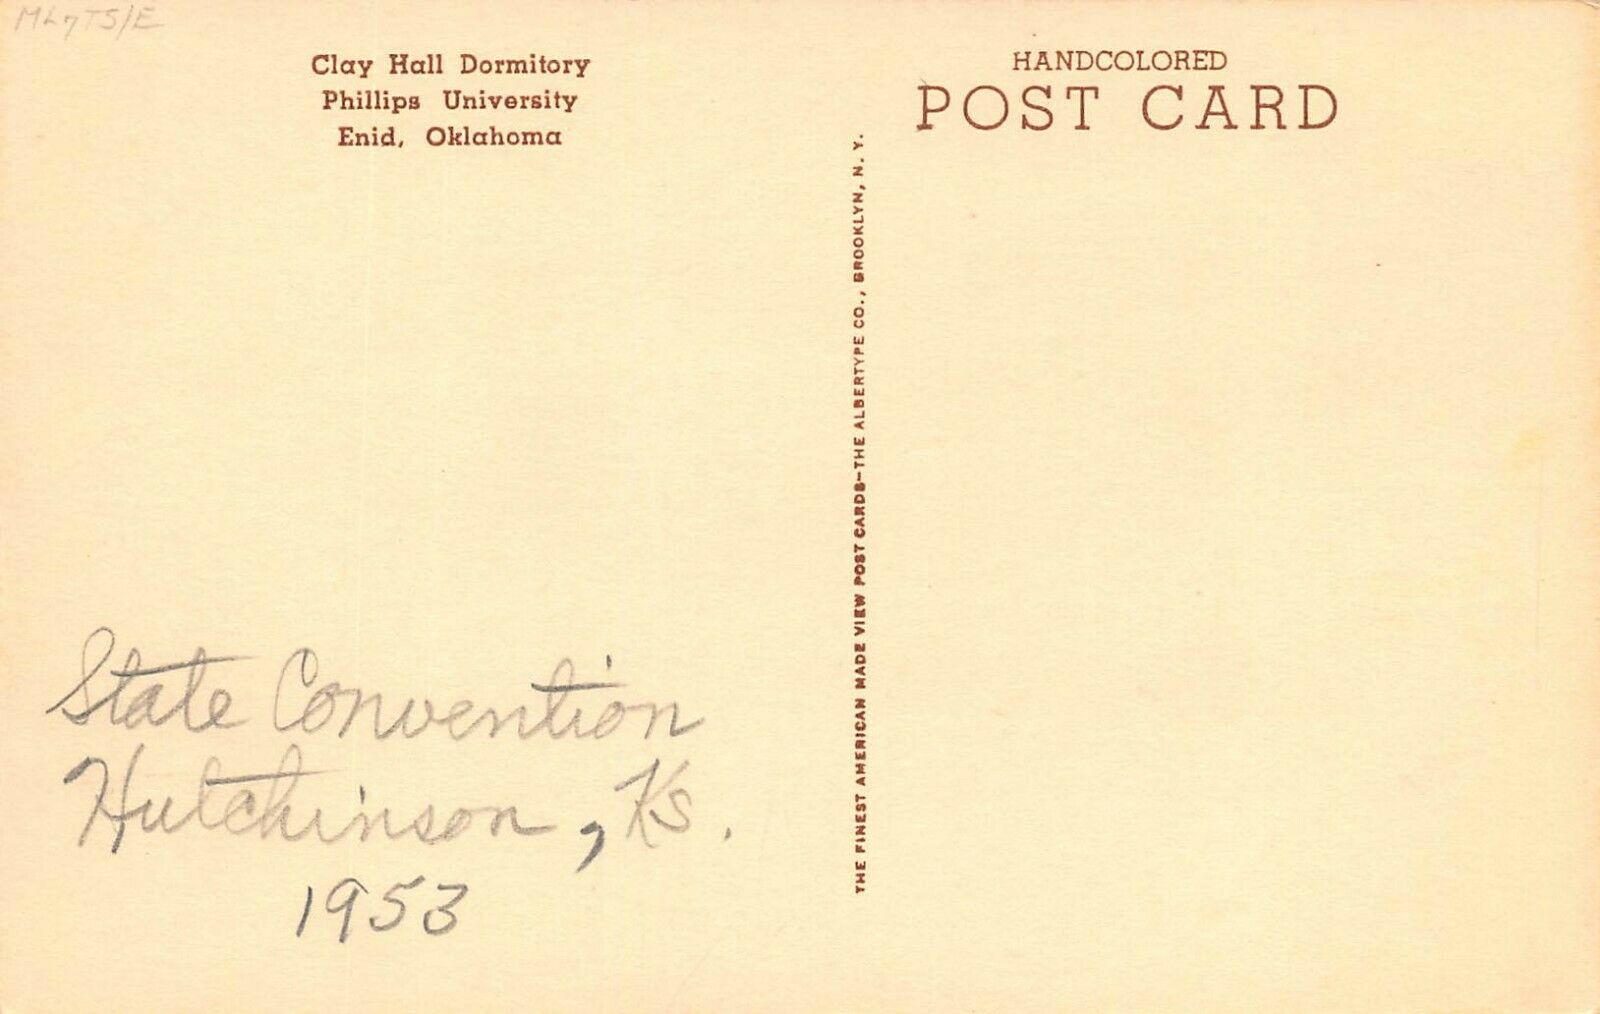 Clay Hall Dormitory
Phillips University
Enid, Oklahoma
HANDCOLORED
POST CARD
THE FINEST AMERICAN MADE VIEW POST CARDS—THE ALBERTYPE CO., BROOKLYN, N. Y.
State Convention
Hutchinson, Ks.
1953